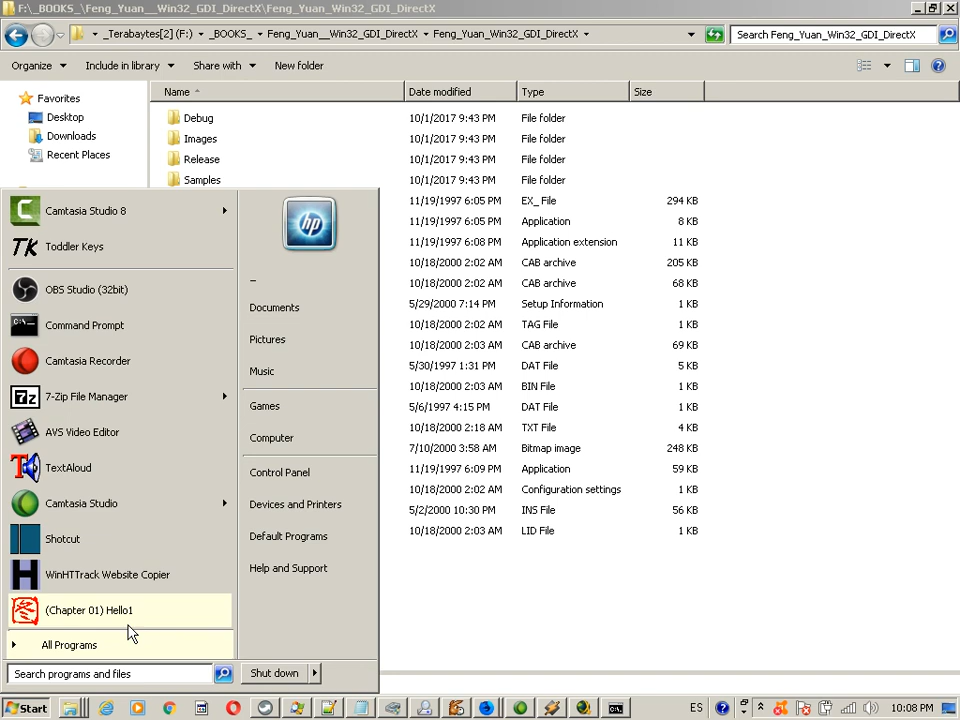 F:\_BOOKS_\Feng_Yuan__Win32_GDI_DirectX\Feng_Yuan_Win32_GDI_DirectX
_Terabaytes[2] (F:) _BOOKS_ Feng_Yuan__Win32_GDI_DirectX Feng_Yuan_Win32_GDI_DirectX Search Feng_Yuan_Win32_GDI_DirectX
Organize Include in library Share with New folder
Name Date modified Type Size
Favorites
Desktop
Downloads
Recent Places
Debug 10/1/2017 9:43 PM File folder
Images 10/1/2017 9:43 PM File folder
Release 10/1/2017 9:43 PM File folder
Samples 10/1/2017 9:43 PM File folder
11/19/1997 6:05 PM EX_ File 294 KB
11/19/1997 6:05 PM Application 8 KB
11/19/1997 6:08 PM Application extension 11 KB
10/18/2000 2:02 AM CAB archive 205 KB
10/18/2000 2:02 AM CAB archive 68 KB
5/29/2000 7:14 PM Setup Information 1 KB
10/18/2000 2:02 AM TAG File 1 KB
10/18/2000 2:03 AM CAB archive 69 KB
5/30/1997 1:31 PM DAT File 5 KB
10/18/2000 2:03 AM BIN File 1 KB
5/6/1997 4:15 PM DAT File 1 KB
10/18/2000 2:18 AM TXT File 4 KB
7/10/2000 3:58 AM Bitmap image 248 KB
11/19/1997 6:09 PM Application 59 KB
10/18/2000 2:02 AM Configuration settings 1 KB
5/2/2000 10:30 PM INS File 56 KB
10/18/2000 2:03 AM LID File 1 KB
Camtasia Studio 8
TK Toddler Keys
OBS Studio (32bit)
C:\ Command Prompt
Camtasia Recorder
7z 7-Zip File Manager
AVS Video Editor
T TextAloud
Camtasia Studio
Shotcut
H WinHTTrack Website Copier
(Chapter 01) Hello1
All Programs
Search programs and files
hp
_
Documents
Pictures
Music
Games
Computer
Control Panel
Devices and Printers
Default Programs
Help and Support
Shut down
Start ES 10:08 PM